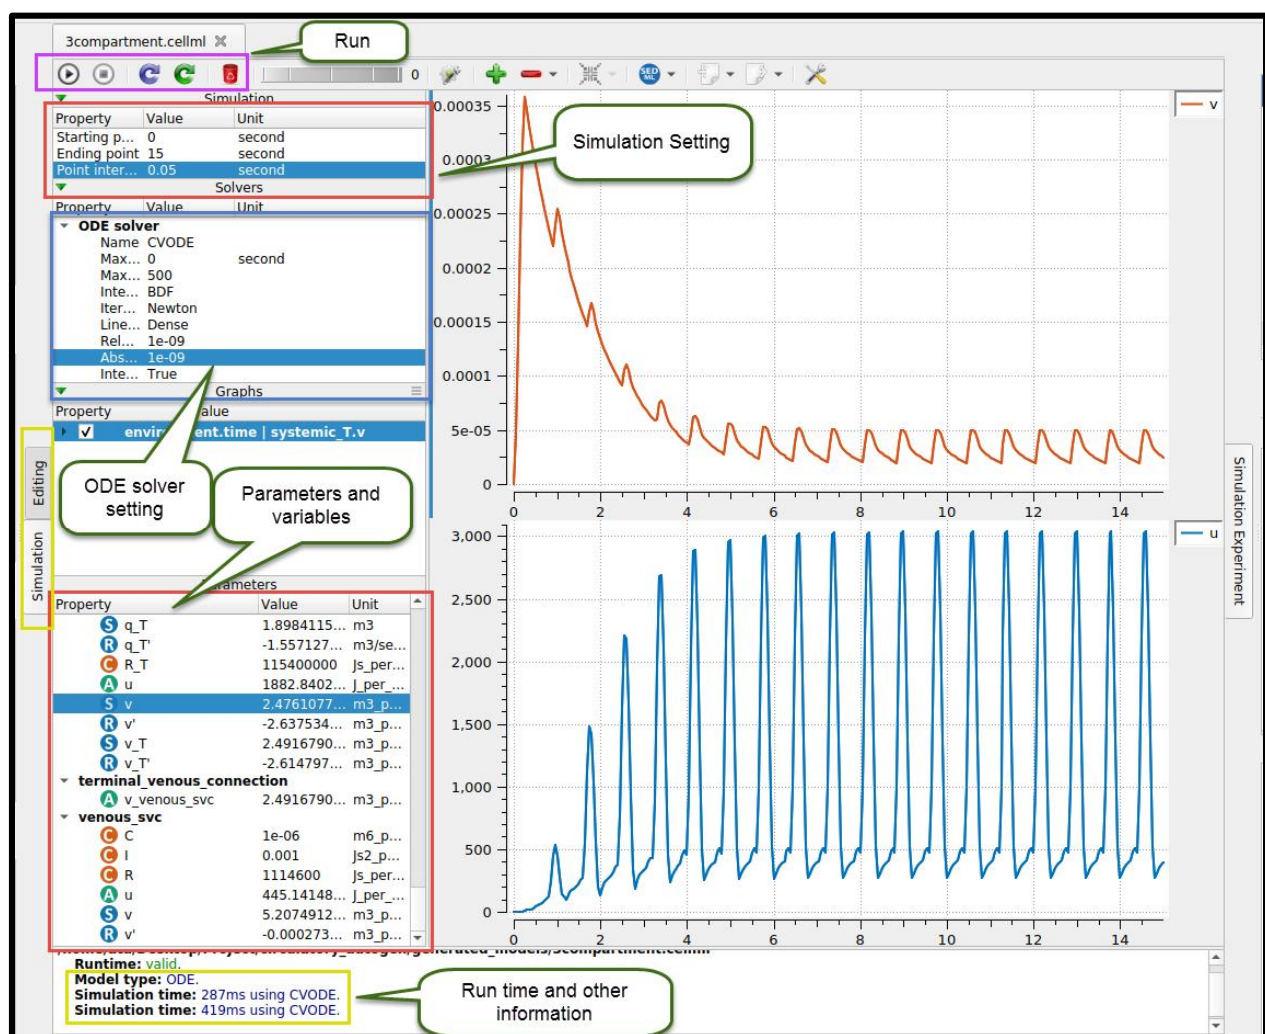 3compartment.cellml
Run
0
SED
ML
Simulation
Property Value Unit
Starting p... 0 second
Ending point 15 second
Point inter... 0.05 second
Solvers
Property Value Unit
ODE solver
Name CVODE
Max... 0 second
Max... 500
Inte... BDF
Iter... Newton
Line... Dense
Rel... 1e-09
Abs... 1e-09
Inte... True
Graphs
Property
environment.time | systemic_T.v
Editing
Simulation
ODE solver
setting
Parameters and
variables
Property Value Unit
S q_T 1.8984115... m3
R q_T' -1.557127... m3/se...
C R_T 115400000 Js_per...
A u 1882.8402... J_per_...
S v 2.4761077... m3_p...
R v' -2.637534... m3_p...
S v_T 2.4916790... m3_p...
R v_T' -2.614797... m3_p...
terminal_venous_connection
A v_venous_svc 2.4916790... m3_p...
venous_svc
C C 1e-06 m6_p...
C I 0.001 Js2_p...
C R 1114600 Js_per...
A u 445.14148... J_per_...
S v 5.2074912... m3_p...
R v' -0.000273... m3_p...
Simulation Setting
v
0.00035
0.0003
0.00025
0.0002
0.00015
0.0001
5e-05
0
0 2 4 6 8 10 12 14
u
3,000
2,500
2,000
1,500
1,000
500
0
0 2 4 6 8 10 12 14
Simulation Experiment
Runtime: valid.
Model type: ODE.
Simulation time: 287ms using CVODE.
Simulation time: 419ms using CVODE.
Run time and other
information